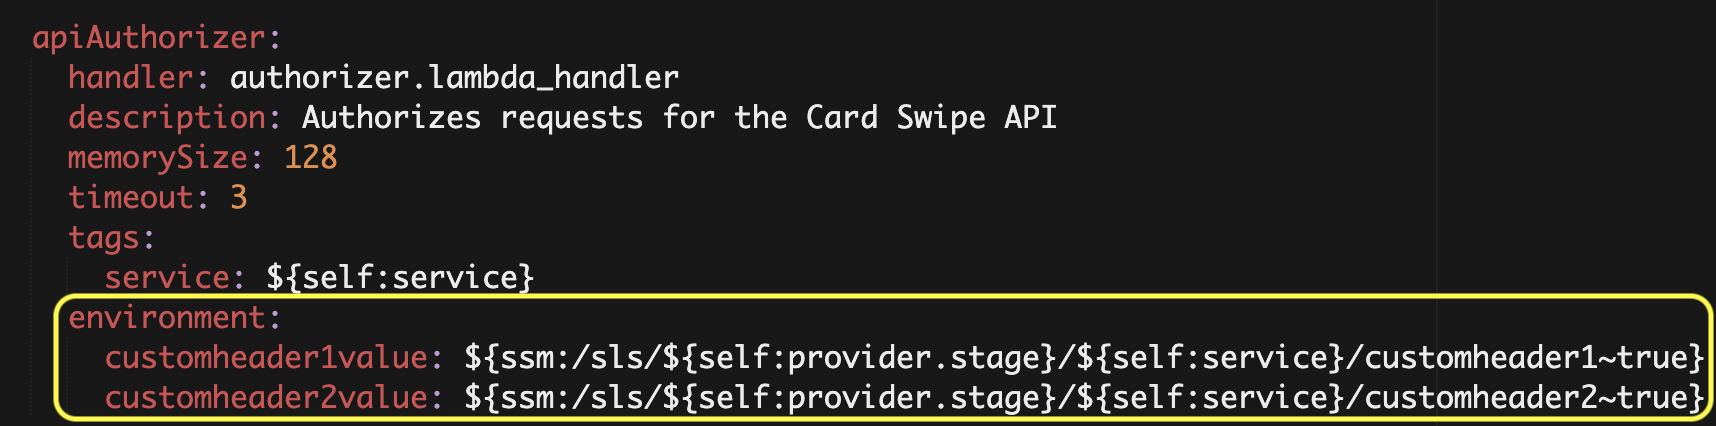 apiAuthorizer:
handler: authorizer.lambda_handler
description: Authorizes requests for the Card Swipe API
memorySize: 128
timeout: 3
tags:
service: ${self:service}
environment:
customheader1value: ${ssm:/sls/${self:provider.stage}/${self:service}/customheader1~true}
customheader2value: ${ssm:/sls/${self:provider.stage}/${self:service}/customheader2~true}